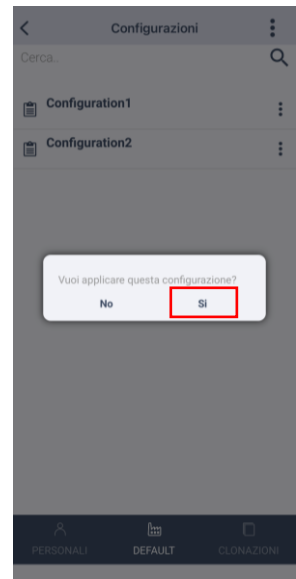 Configurazioni
Cerca..
Configuration1
Configuration2
Vuoi applicare questa configurazione?
No Si
PERSONALI DEFAULT CLONAZIONI